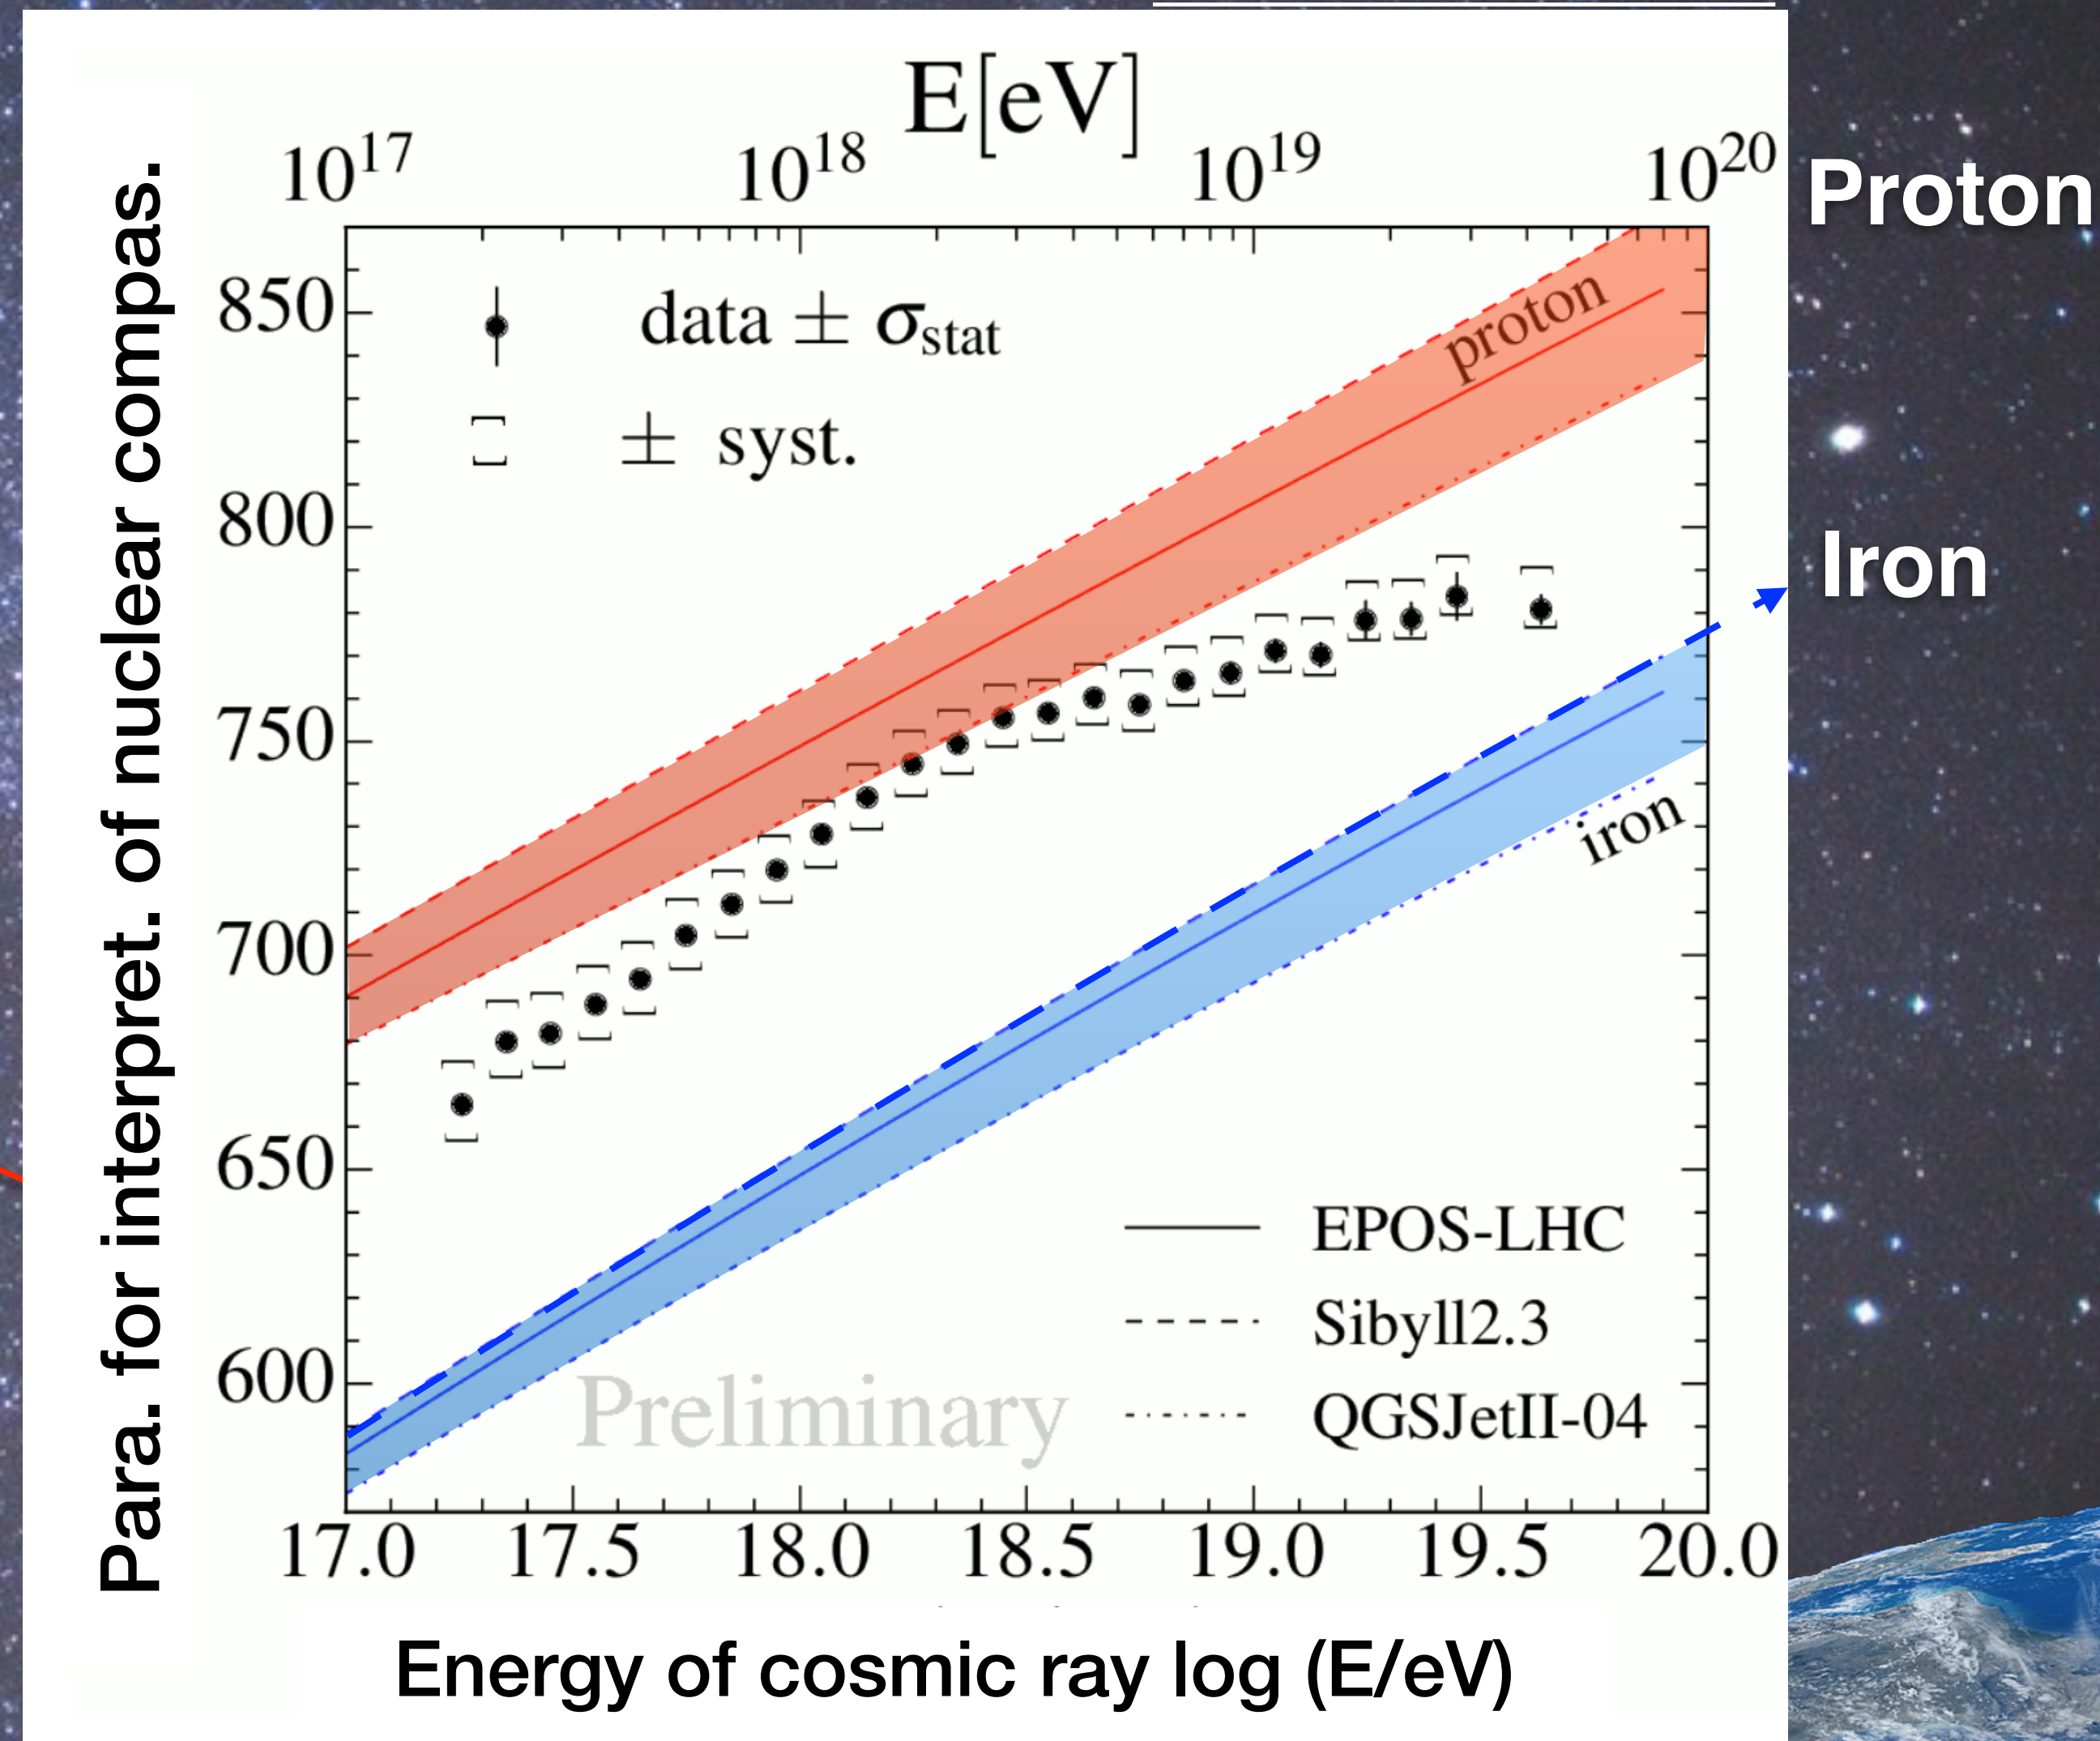 E[eV]
10^17 10^18 10^19 10^20
Proton
Iron
Para. for interpret. of nuclear compas.
850
800
750
700
650
600
data ± σstat
± syst.
proton
iron
EPOS-LHC
Sibyll2.3
QGSJetII-04
Preliminary
17.0 17.5 18.0 18.5 19.0 19.5 20.0
Energy of cosmic ray log (E/eV)